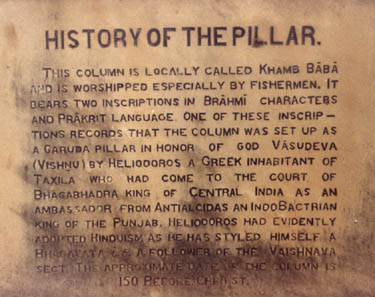 HISTORY OF THE PILLAR.
THIS COLUMN IS LOCALLY CALLED KHAMB BĀBĀ
AND IS WORSHIPPED ESPECIALLY BY FISHERMEN. IT
BEARS TWO INSCRIPTIONS IN BRĀHMĪ CHARACTERS
AND PRĀKRIT LANGUAGE. ONE OF THESE INSCRIP-
TIONS RECORDS THAT THE COLUMN WAS SET UP AS
A GARUDA PILLAR IN HONOR OF GOD VĀSUDEVA
(VISHNU) BY HELIODOROS A GREEK INHABITANT OF
TAXILA WHO HAD COME TO THE COURT OF
BHAGABHADRA KING OF CENTRAL INDIA AS AN
AMBASSADOR FROM ANTIALCIDAS AN INDO BACTRIAN
KING OF THE PUNJAB. HELIODOROS HAD EVIDENTLY
ADOPTED HINDUISM AS HE HAS STYLED HIMSELF A
BHĀGAVATA I.E. A FOLLOWER OF THE VAISHNAVA
SECT. THE APPROXIMATE DATE OF THE COLUMN IS
150 BEFORE CHRIST.